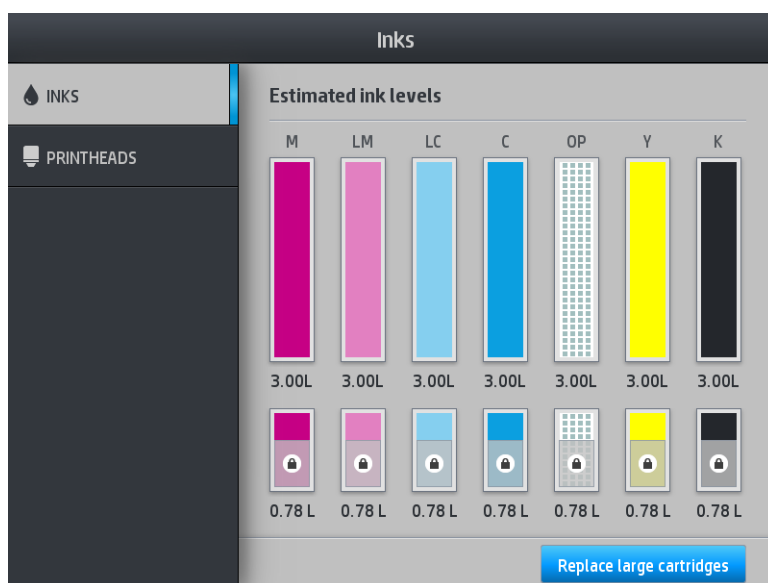 Inks
INKS
PRINTHEADS
Estimated ink levels
M LM LC C OP Y K
3.00L 3.00L 3.00L 3.00L 3.00L 3.00L 3.00L
0.78 L 0.78 L 0.78 L 0.78 L 0.78 L 0.78 L 0.78 L
Replace large cartridges